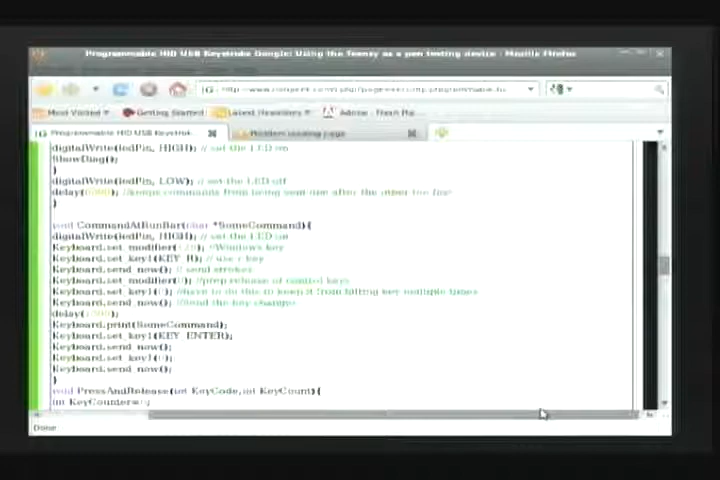 Programmable HID USB Keystroke Dongle: Using the Teensy as a pen testing device - Mozilla Firefox
Most Visited Getting Started Latest Headlines
Programmable HID USB Keystrok... Problem loading page
digitalWrite(ledPin, HIGH); // set the LED on
ShowDiag();
}
digitalWrite(ledPin, LOW); // set the LED off
delay( ); //keeps commands from being sent one after the other too fast
}
void CommandAtRunBar(char *SomeCommand){
digitalWrite(ledPin, HIGH); // set the LED on
Keyboard.set_modifier( ); //Windows key
Keyboard.set_key1(KEY_R); // use r key
Keyboard.send_now(); // send strokes
Keyboard.set_modifier(0); //prep release of control keys
Keyboard.set_key1(0); //have to do this to keep it from hitting key multiple times
Keyboard.send_now(); //Send the key changes
delay( );
Keyboard.print(SomeCommand);
Keyboard.set_key1(KEY_ENTER);
Keyboard.send_now();
Keyboard.set_key1(0);
Keyboard.send_now();
}
void PressAndRelease(int KeyCode,int KeyCount){
int KeyCounter=0;
Done